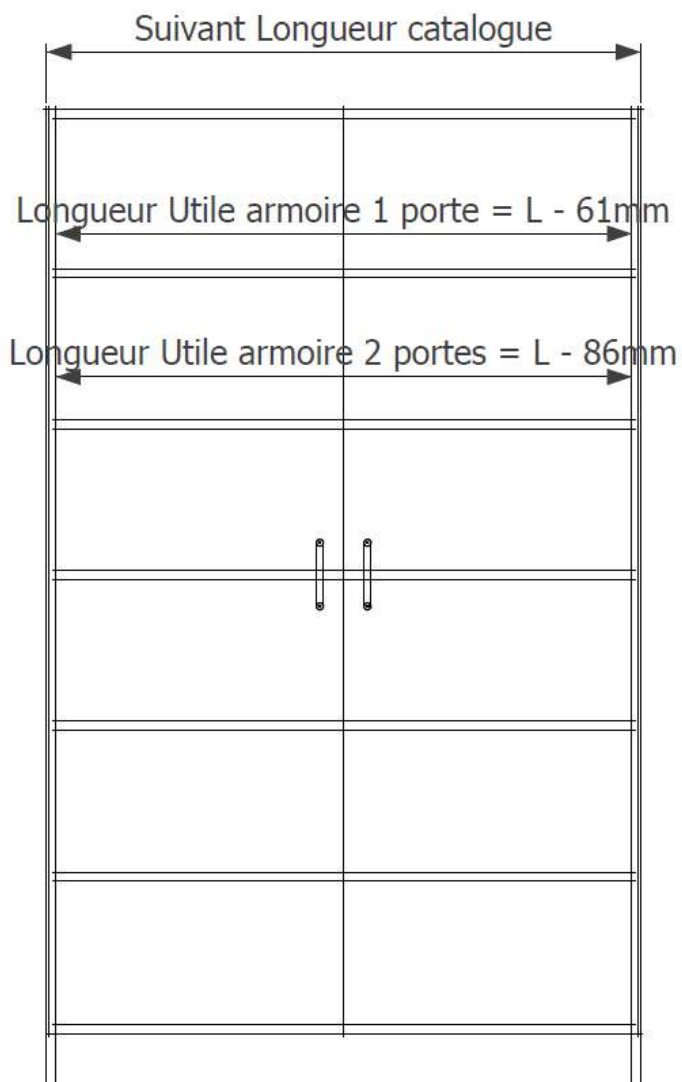 Suivant Longueur catalogue
Longueur Utile armoire 1 porte = L - 61mm
Longueur Utile armoire 2 portes = L - 86mm